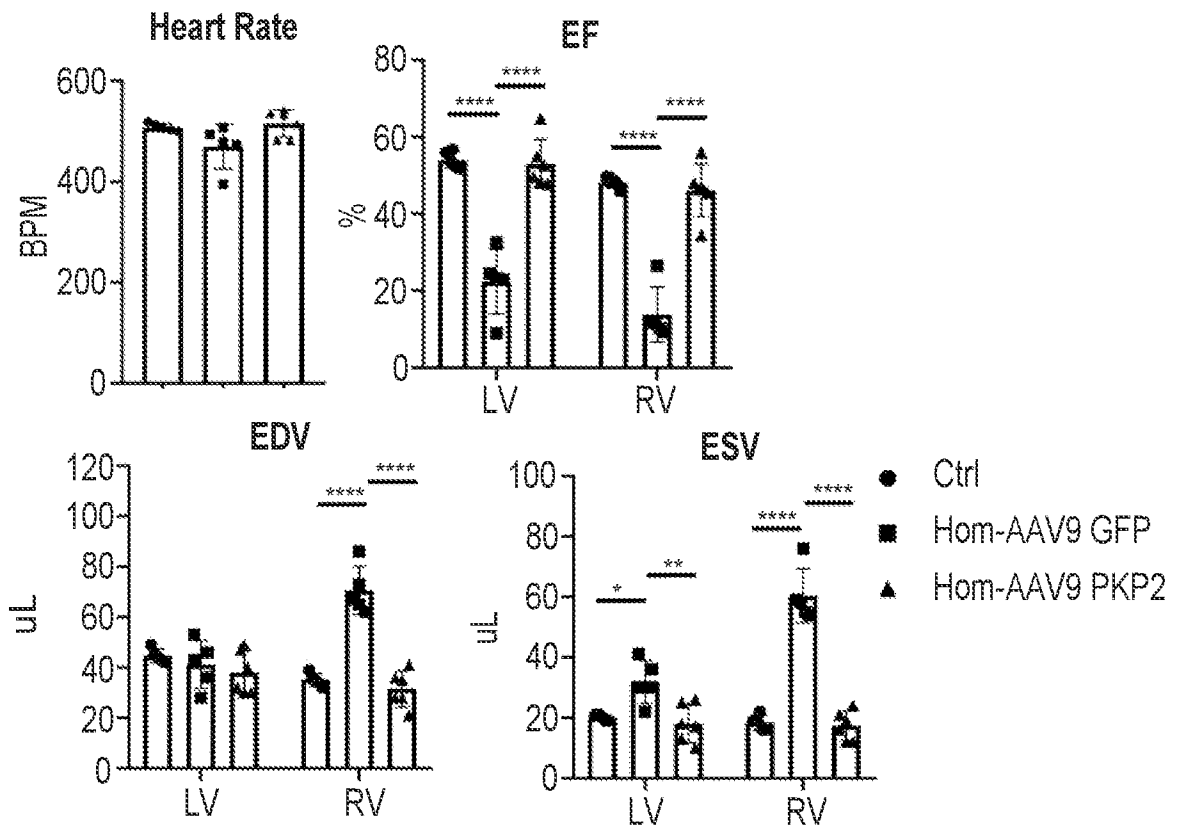 Heart Rate
BPM
600
400
200
0
EF
%
80
60
40
20
0
**** ****
**** ****
LV RV
EDV
uL
120
100
80
60
40
20
0
**** ****
LV RV
ESV
uL
100
80
60
40
20
0
* **
**** ****
LV RV
Ctrl
Hom-AAV9 GFP
Hom-AAV9 PKP2